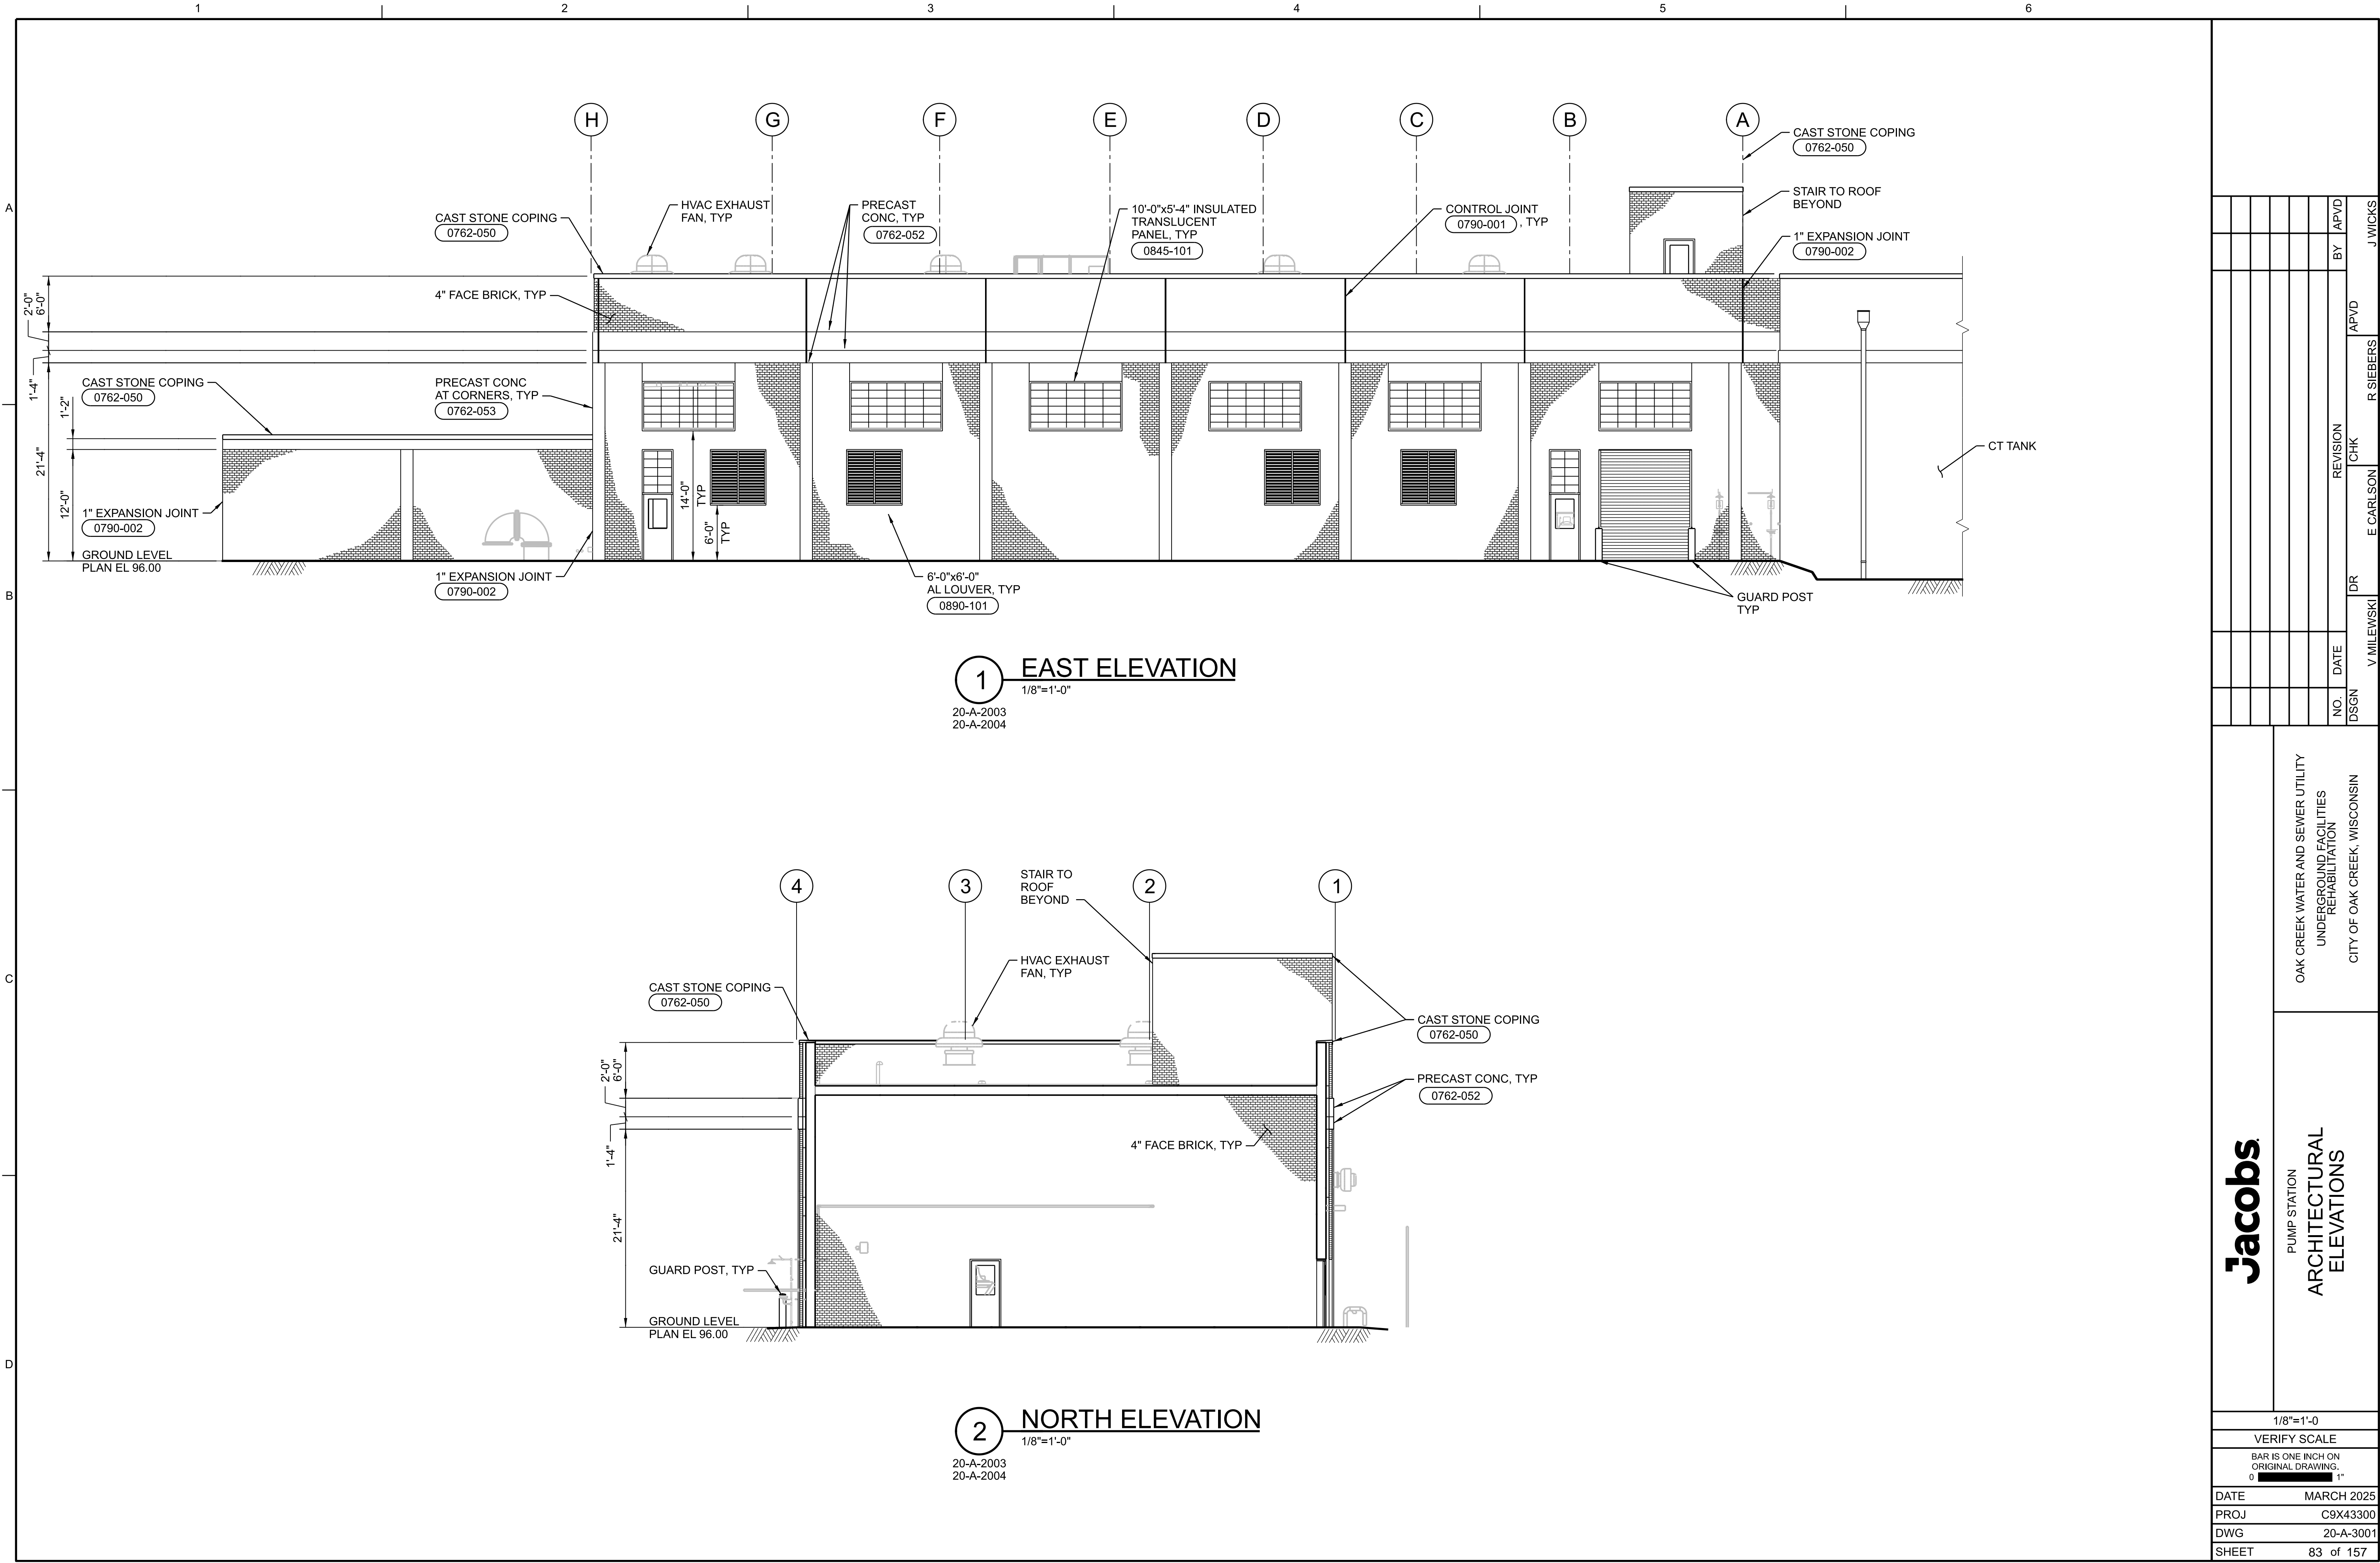 1
2
3
4
5
6
A
B
C
D
H
G
F
E
D
C
B
A
CAST STONE COPING
0762-050
HVAC EXHAUST
FAN, TYP
PRECAST
CONC, TYP
0762-052
10'-0"x5'-4" INSULATED
TRANSLUCENT
PANEL, TYP
0845-101
CONTROL JOINT
0790-001 , TYP
CAST STONE COPING
0762-050
STAIR TO ROOF
BEYOND
1" EXPANSION JOINT
0790-002
4" FACE BRICK, TYP
2'-0"
6'-0"
1'-4"
21'-4"
1'-2"
12'-0"
CAST STONE COPING
0762-050
PRECAST CONC
AT CORNERS, TYP
0762-053
1" EXPANSION JOINT
0790-002
GROUND LEVEL
PLAN EL 96.00
1" EXPANSION JOINT
0790-002
14'-0"
TYP
6'-0"
TYP
6'-0"x6'-0"
AL LOUVER, TYP
0890-101
GUARD POST
TYP
CT TANK
1
EAST ELEVATION
1/8"=1'-0"
20-A-2003
20-A-2004
4
3
2
1
STAIR TO
ROOF
BEYOND
HVAC EXHAUST
FAN, TYP
CAST STONE COPING
0762-050
CAST STONE COPING
0762-050
PRECAST CONC, TYP
0762-052
4" FACE BRICK, TYP
2'-0"
6'-0"
1'-4"
21'-4"
GUARD POST, TYP
GROUND LEVEL
PLAN EL 96.00
2
NORTH ELEVATION
1/8"=1'-0"
20-A-2003
20-A-2004
NO.
DATE
REVISION
BY
APVD
DSGN
V MILEWSKI
DR
E CARLSON
CHK
R SIEBERS
APVD
J WICKS
OAK CREEK WATER AND SEWER UTILITY
UNDERGROUND FACILITIES
REHABILITATION
CITY OF OAK CREEK, WISCONSIN
Jacobs
PUMP STATION
ARCHITECTURAL
ELEVATIONS
1/8"=1'-0
VERIFY SCALE
BAR IS ONE INCH ON
ORIGINAL DRAWING.
0 1"
DATE MARCH 2025
PROJ C9X43300
DWG 20-A-3001
SHEET 83 of 157